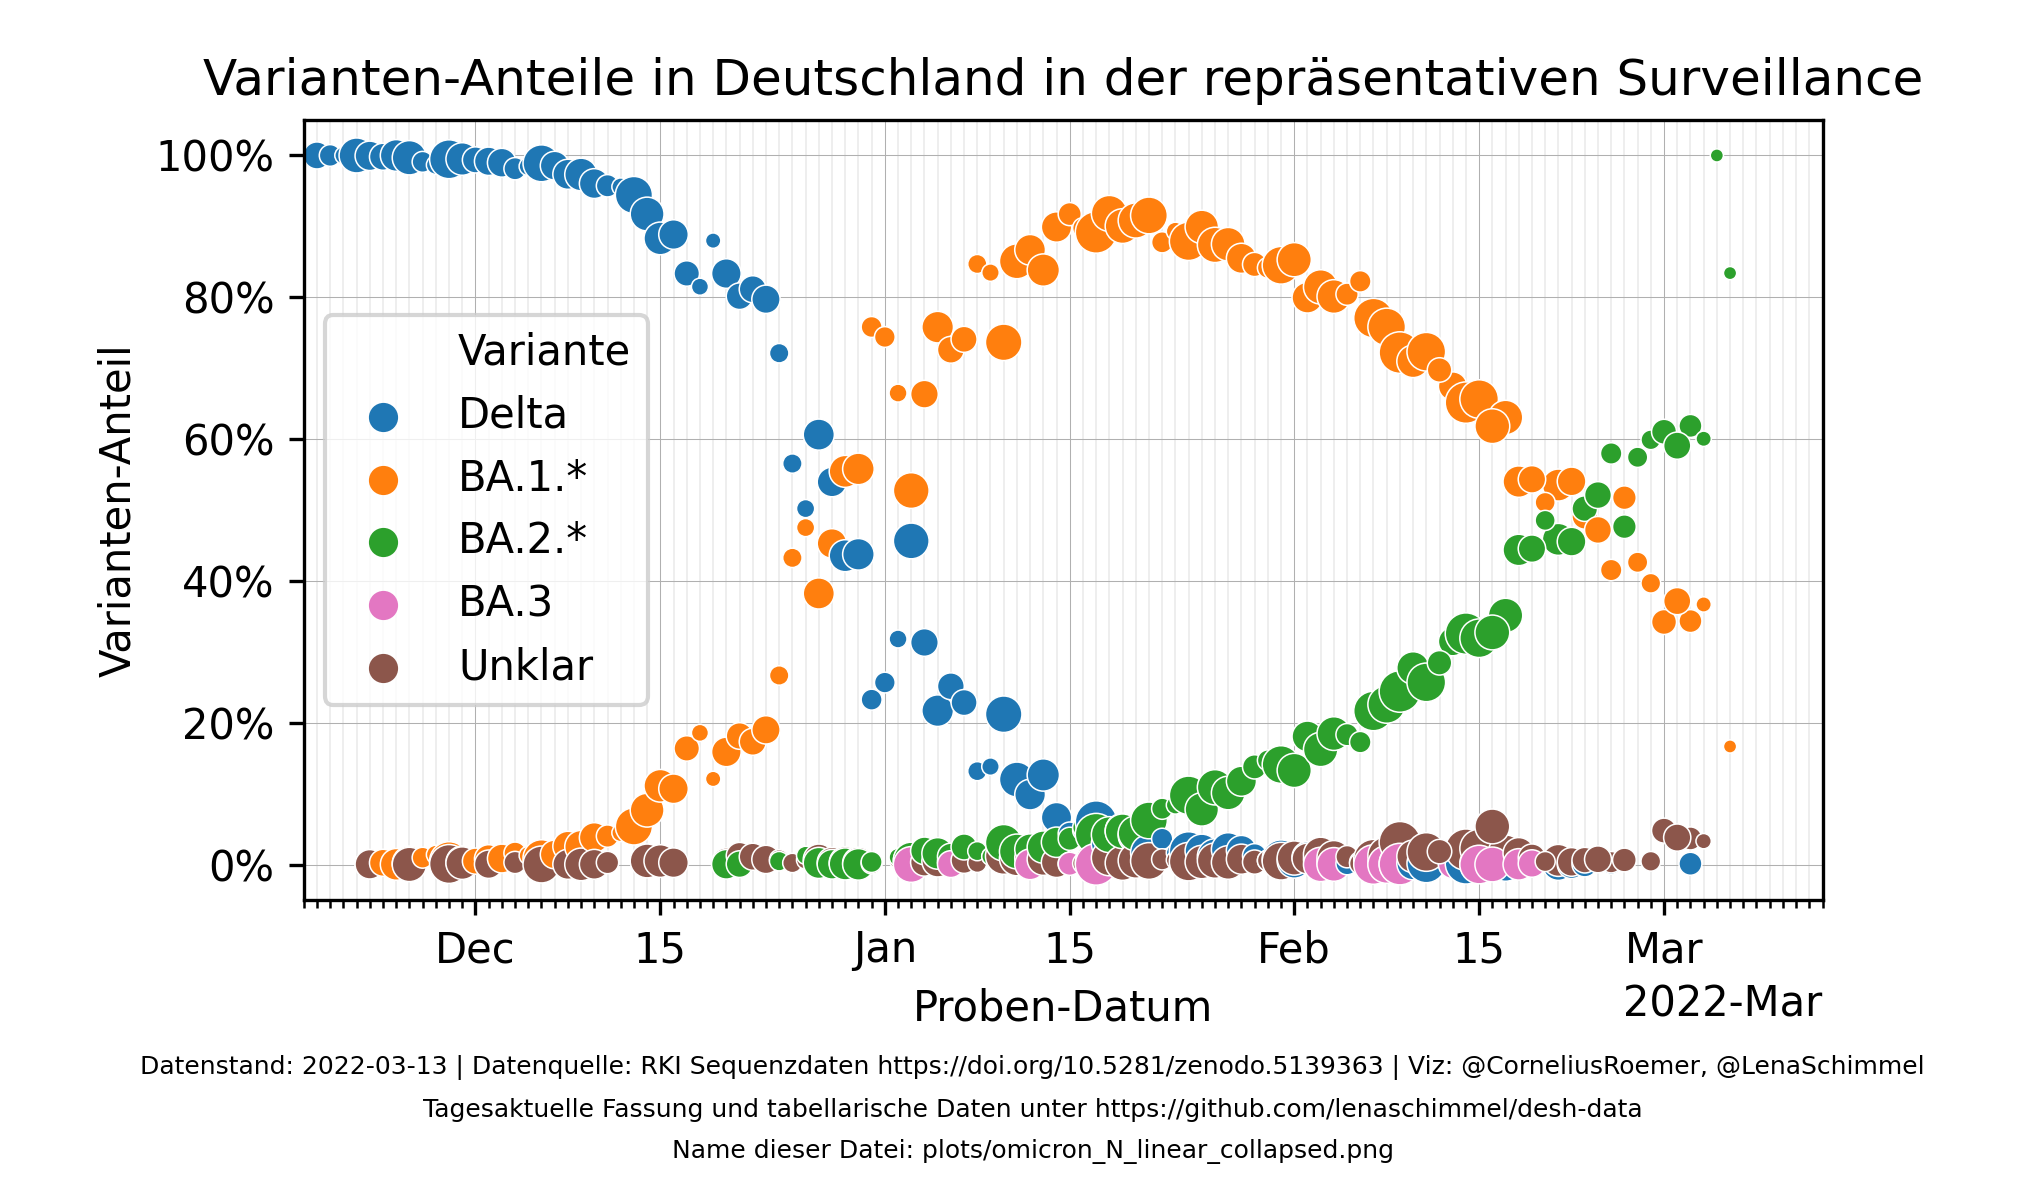 Varianten-Anteile in Deutschland in der repräsentativen Surveillance
Varianten-Anteil
100%
80%
60%
40%
20%
0%
Variante
Delta
BA.1.*
BA.2.*
BA.3
Unklar
Dec 15 Jan 15 Feb 15 Mar
2022-Mar
Proben-Datum
Datenstand: 2022-03-13 | Datenquelle: RKI Sequenzdaten https://doi.org/10.5281/zenodo.5139363 | Viz: @CorneliusRoemer, @LenaSchimmel
Tagesaktuelle Fassung und tabellarische Daten unter https://github.com/lenaschimmel/desh-data
Name dieser Datei: plots/omicron_N_linear_collapsed.png